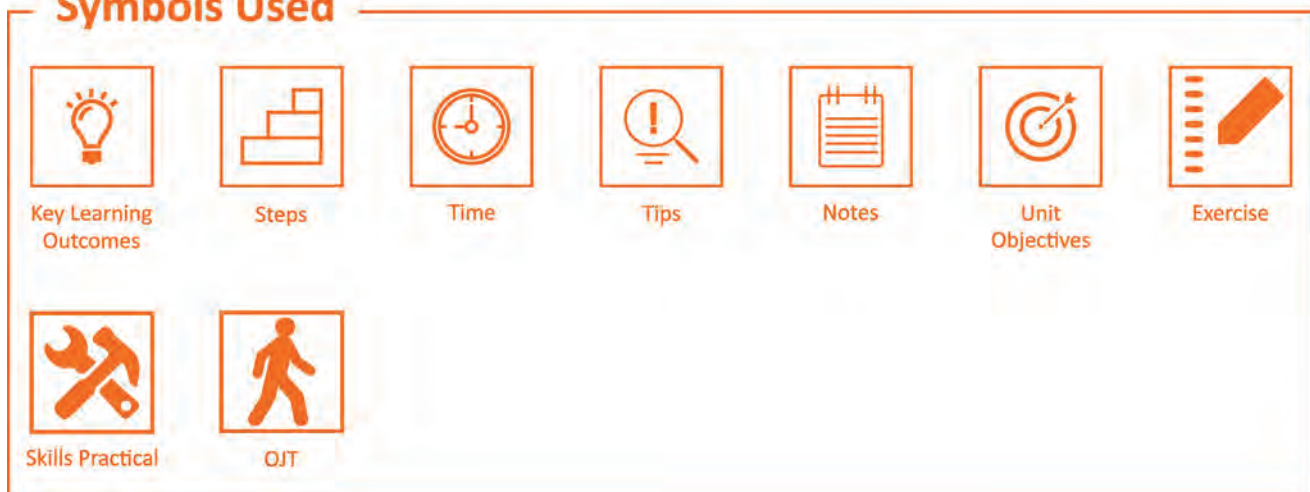 Symbols Used
Key Learning
Outcomes
Steps
Time
Tips
Notes
Unit
Objectives
Exercise
Skills Practical
OJT